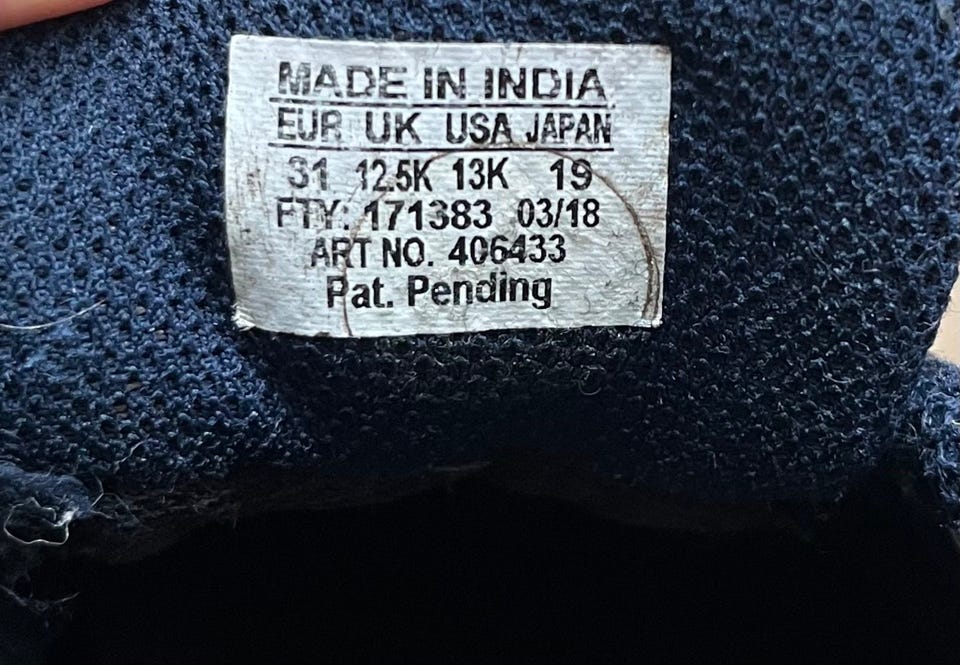 MADE IN INDIA
EUR UK USA JAPAN
31 12.5K 13K 19
FTY: 171383 03/18
ART NO. 406433
Pat. Pending